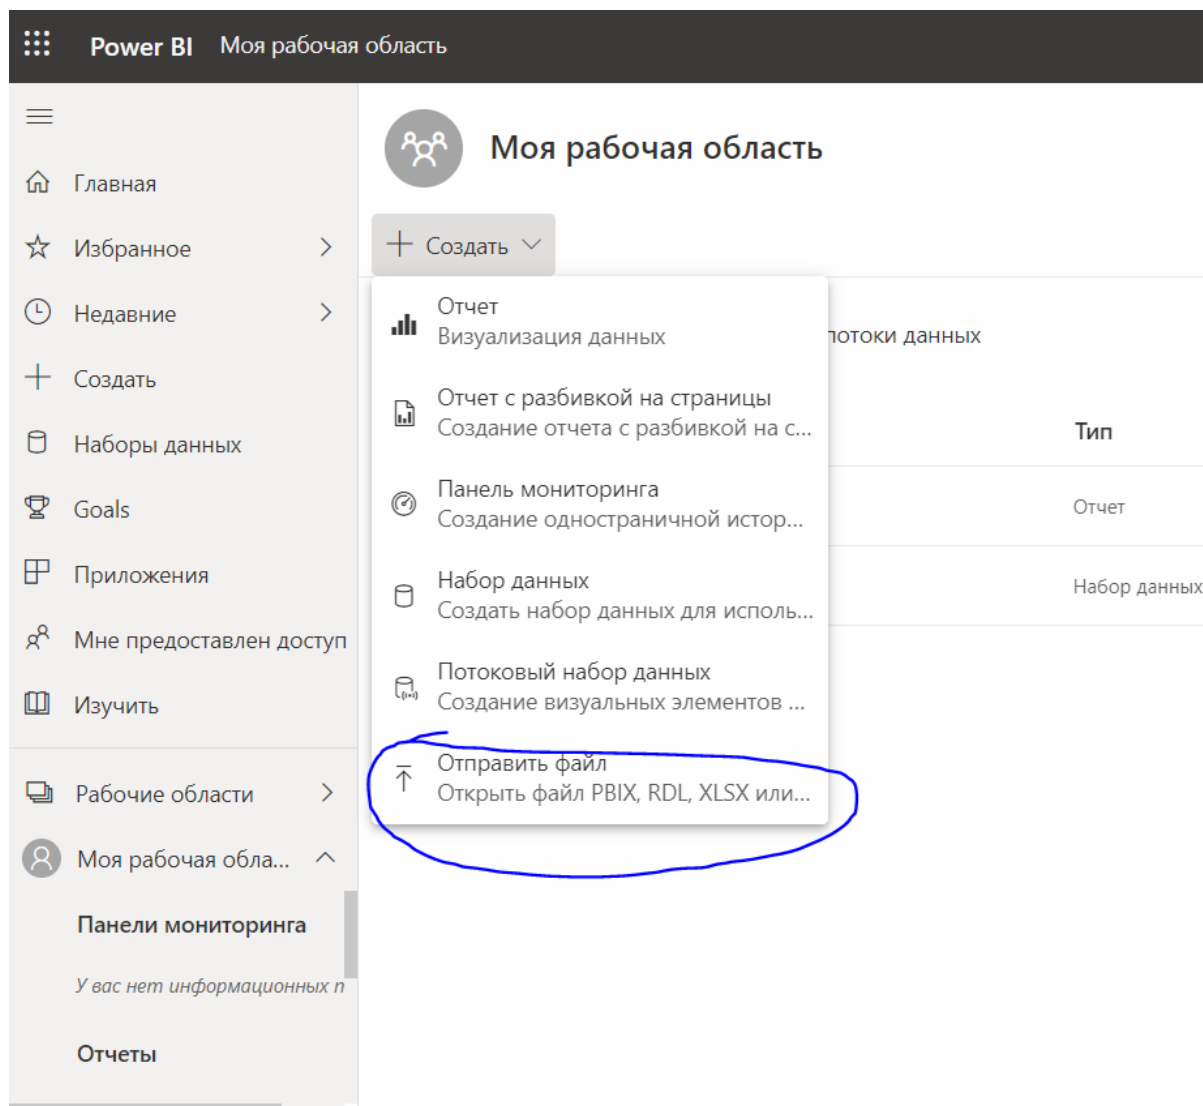 Power BI Моя рабочая область
Моя рабочая область
Главная
Избранное
Недавние
Создать
Наборы данных
Goals
Приложения
Мне предоставлен доступ
Изучить
Рабочие области
Моя рабочая обла...
Панели мониторинга
У вас нет информационных п
Отчеты
Создать
Отчет
Визуализация данных
Отчет с разбивкой на страницы
Создание отчета с разбивкой на с...
Панель мониторинга
Создание одностраничной истор...
Набор данных
Создать набор данных для исполь...
Потоковый набор данных
Создание визуальных элементов ...
Отправить файл
Открыть файл PBIX, RDL, XLSX или...
потоки данных
Тип
Отчет
Набор данных